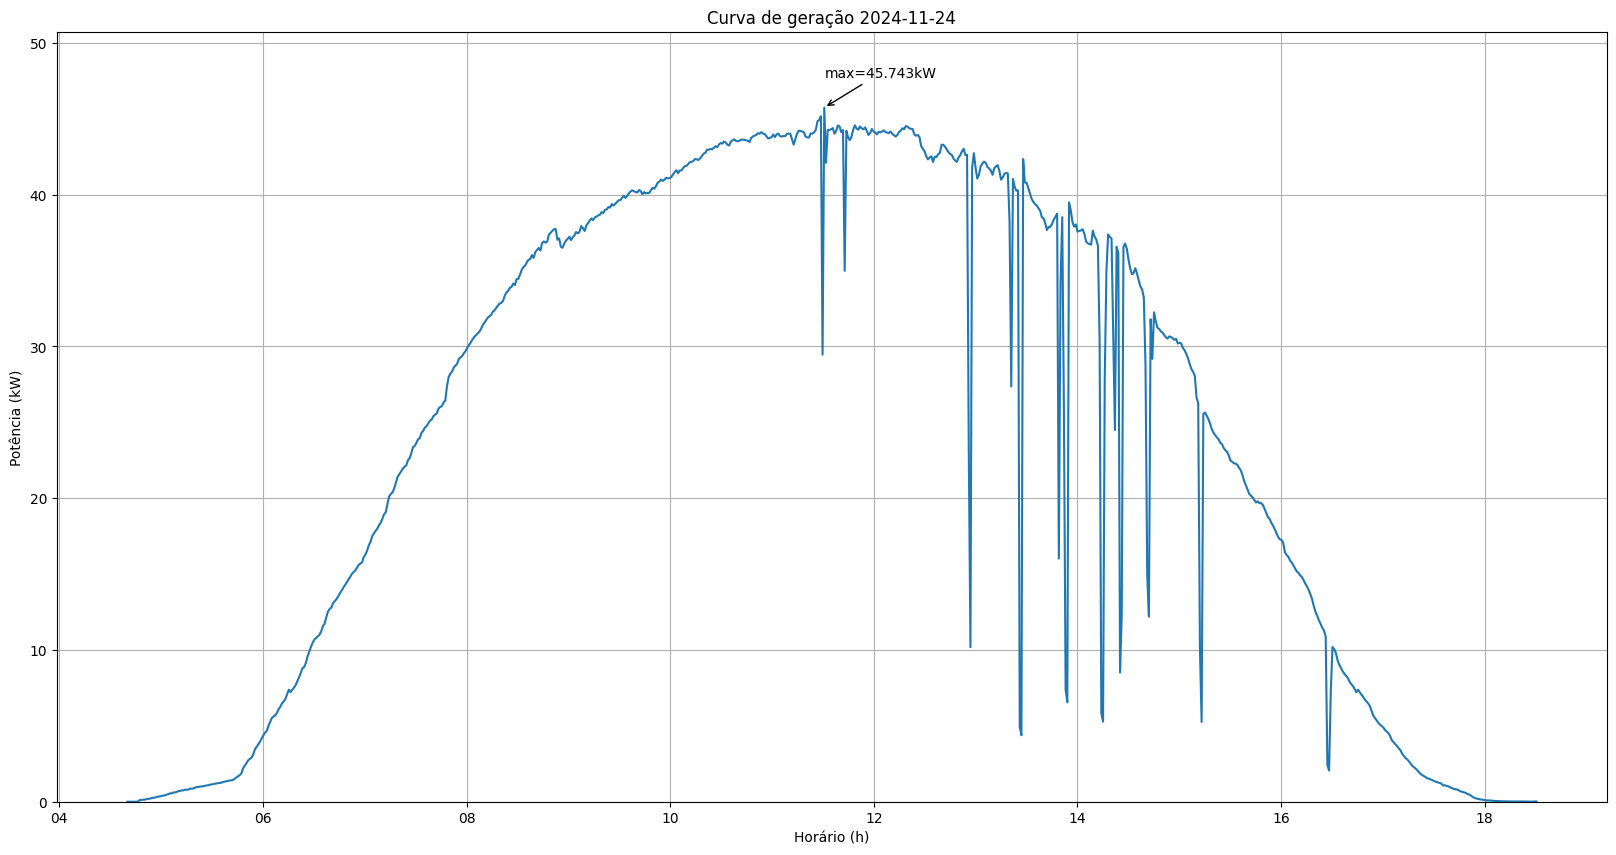 Curva de geração 2024-11-24
max=45.743kW
Potência (kW)
50
40
30
20
10
0
04 06 08 10 12 14 16 18
Horário (h)